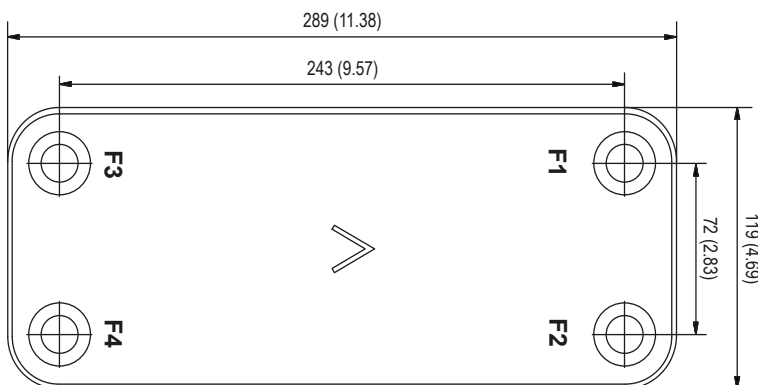 289 (11.38)
243 (9.57)
F3
F1
72 (2.83)
119 (4.69)
F4
F2